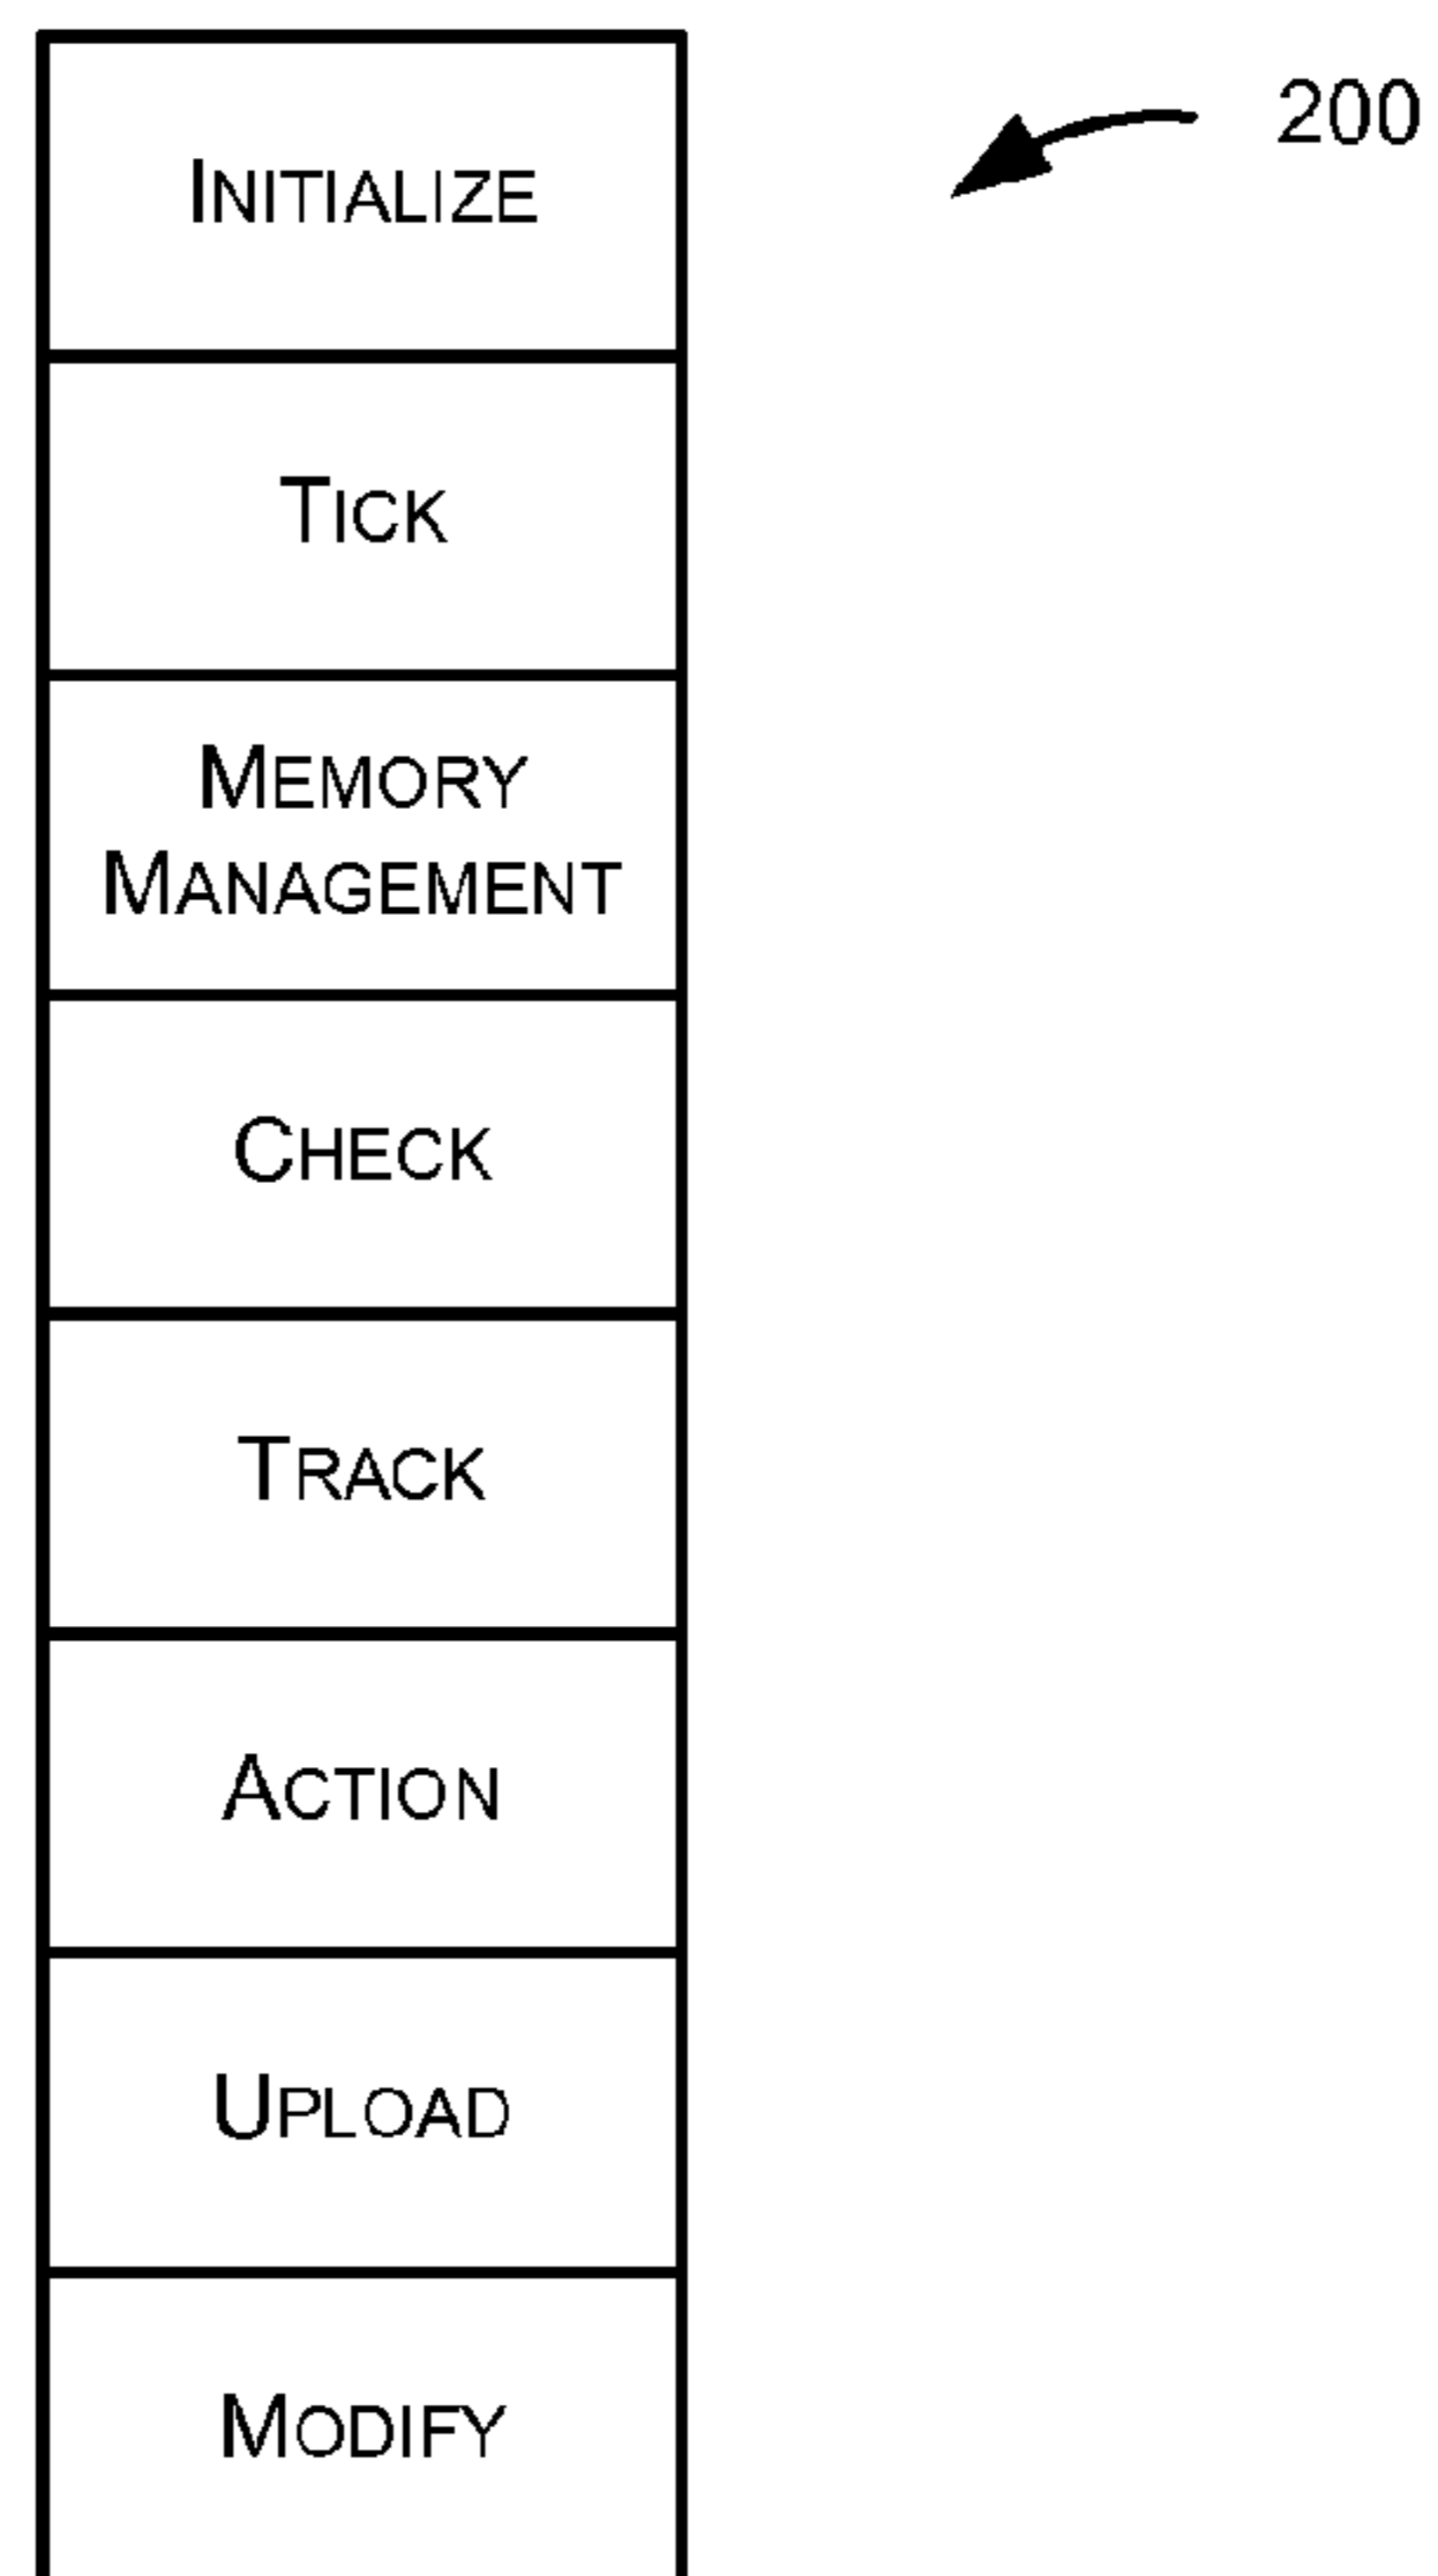 INITIALIZE
200
TICK
MEMORY
MANAGEMENT
CHECK
TRACK
ACTION
UPLOAD
MODIFY